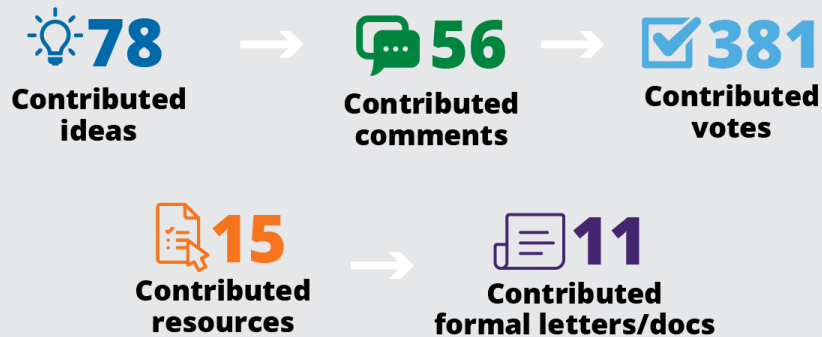 78
Contributed
ideas
56
Contributed
comments
381
Contributed
votes
15
Contributed
resources
11
Contributed
formal letters/docs